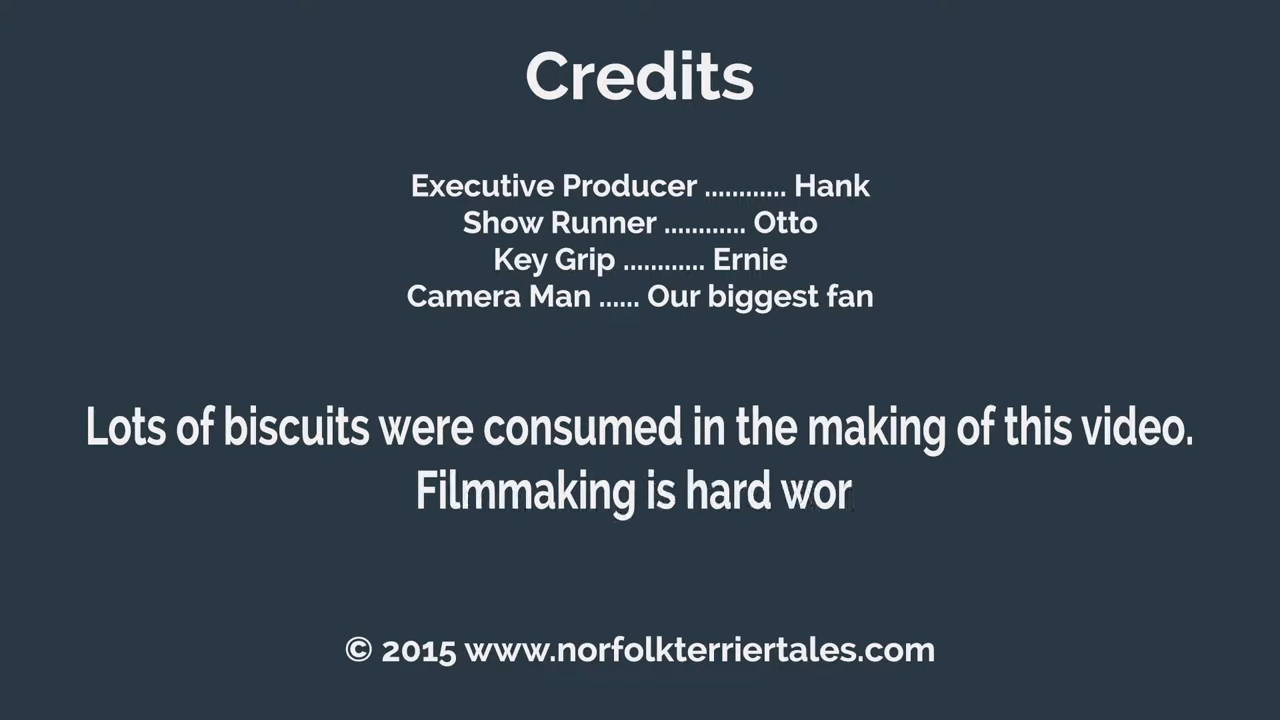 Credits
Executive Producer ............ Hank
Show Runner ............ Otto
Key Grip ............ Ernie
Camera Man ...... Our biggest fan
Lots of biscuits were consumed in the making of this video.
Filmmaking is hard wor
© 2015 www.norfolkterriertales.com